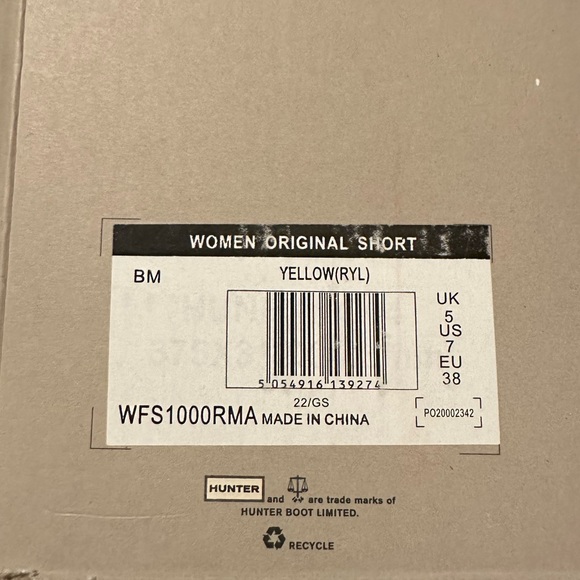 WOMEN ORIGINAL SHORT
BM
YELLOW(RYL)
UK
5
US
7
EU
38
5 054916 139274
22/GS
WFS1000RMA MADE IN CHINA
PO20002342
HUNTER and are trade marks of
HUNTER BOOT LIMITED.
RECYCLE